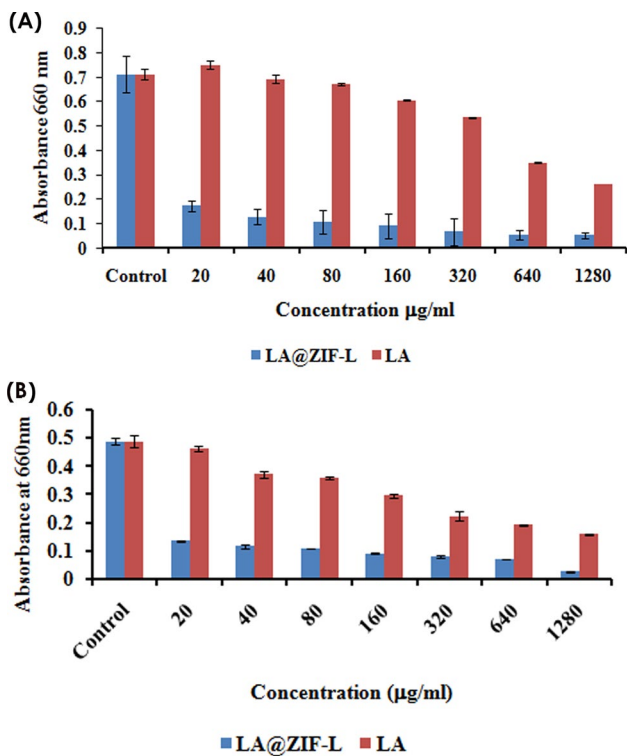 (A)
0.9
0.8
0.7
0.6
0.5
0.4
0.3
0.2
0.1
0
Absorbance 660 nm
Control 20 40 80 160 320 640 1280
Concentration µg/ml
LA@ZIF-L LA
(B)
0.6
0.5
0.4
0.3
0.2
0.1
0
Absorbance at 660nm
Control 20 40 80 160 320 640 1280
Concentration (µg/ml)
LA@ZIF-L LA